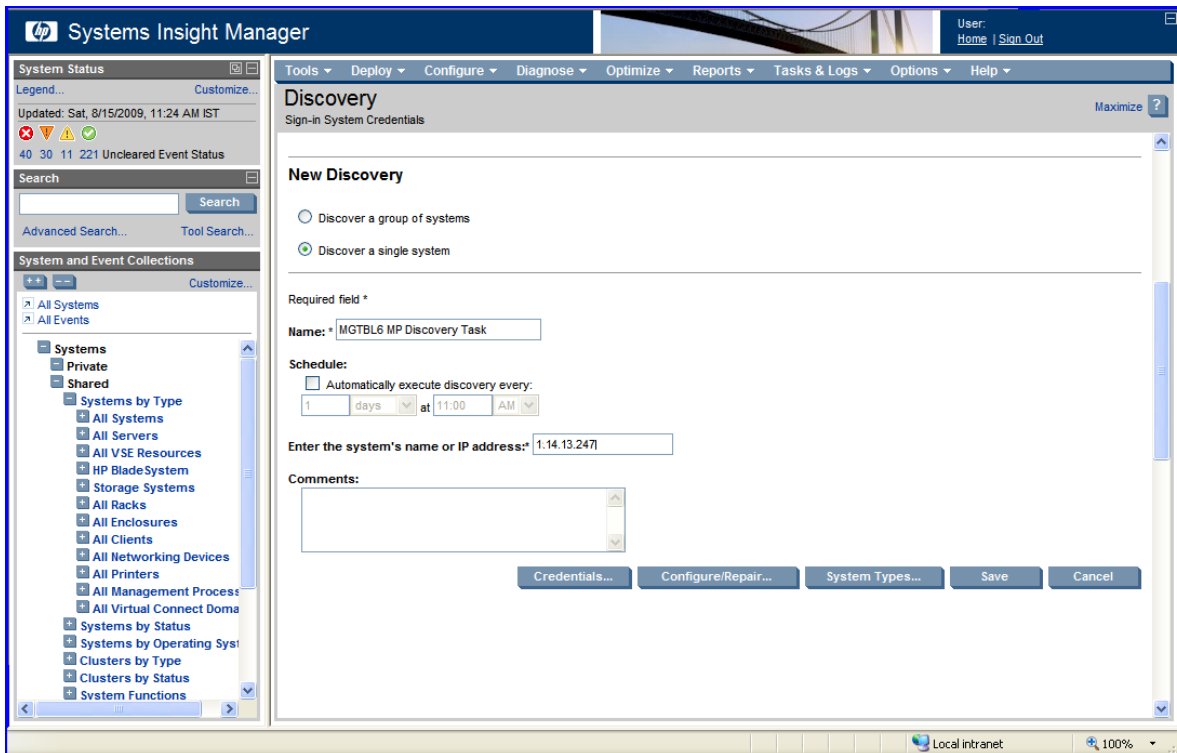 hp Systems Insight Manager
User:
Home | Sign Out
System Status
Legend... Customize...
Updated: Sat, 8/15/2009, 11:24 AM IST
40 30 11 221 Uncleared Event Status
Search
Search
Advanced Search... Tool Search...
System and Event Collections
++ -- Customize...
All Systems
All Events
Systems
Private
Shared
Systems by Type
All Systems
All Servers
All VSE Resources
HP BladeSystem
Storage Systems
All Racks
All Enclosures
All Clients
All Networking Devices
All Printers
All Management Process
All Virtual Connect Doma
Systems by Status
Systems by Operating Syst
Clusters by Type
Clusters by Status
System Functions
Tools Deploy Configure Diagnose Optimize Reports Tasks & Logs Options Help
Discovery
Sign-in System Credentials
Maximize ?
New Discovery
Discover a group of systems
Discover a single system
Required field *
Name: * MGTBL6 MP Discovery Task
Schedule:
Automatically execute discovery every:
1 days at 11:00 AM
Enter the system's name or IP address:* 1.14.13.247
Comments:
Credentials... Configure/Repair... System Types... Save Cancel
Local intranet 100%